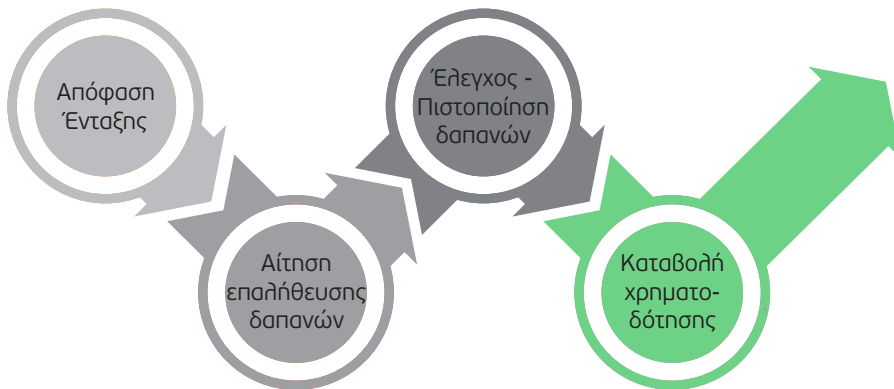 Απόφαση
Ένταξης
Αίτηση
επαλήθευσης
δαπανών
Έλεγχος -
Πιστοποίηση
δαπανών
Καταβολή
χρηματο-
δότησης